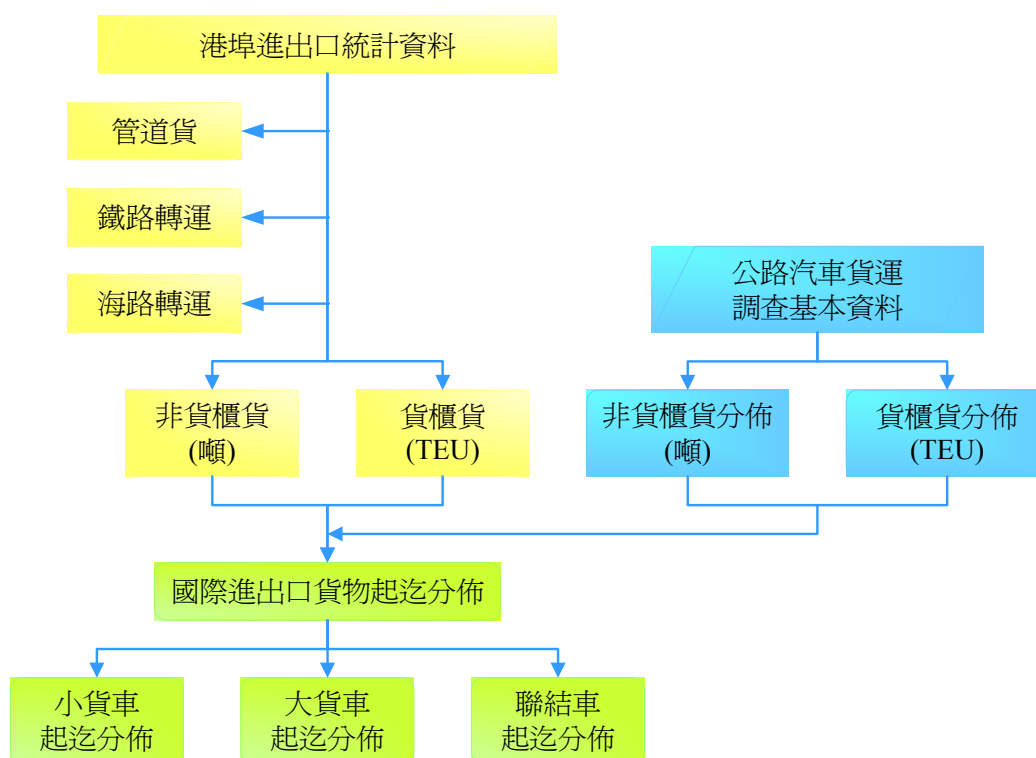 港埠進出口統計資料
管道貨
鐵路轉運
海路轉運
公路汽車貨運
調查基本資料
非貨櫃貨
(噸)
貨櫃貨
(TEU)
非貨櫃貨分佈
(噸)
貨櫃貨分佈
(TEU)
國際進出口貨物起迄分佈
小貨車
起迄分佈
大貨車
起迄分佈
聯結車
起迄分佈